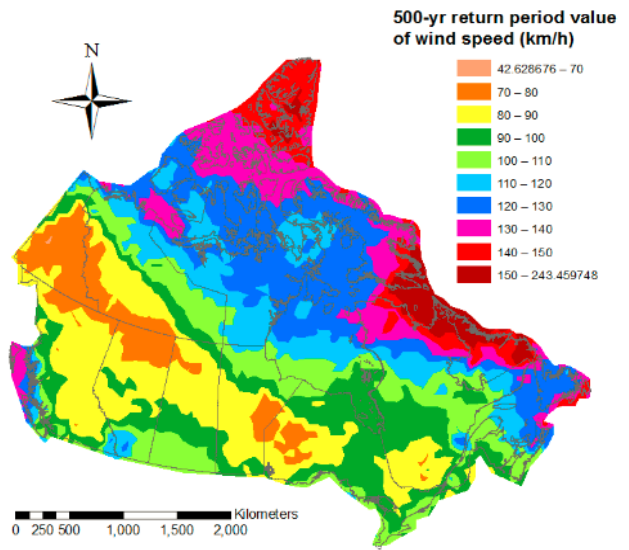 500-yr return period value
of wind speed (km/h)
N
42.628676 – 70
70 – 80
80 – 90
90 – 100
100 – 110
110 – 120
120 – 130
130 – 140
140 – 150
150 – 243.459748
Kilometers
0 250 500 1,000 1,500 2,000